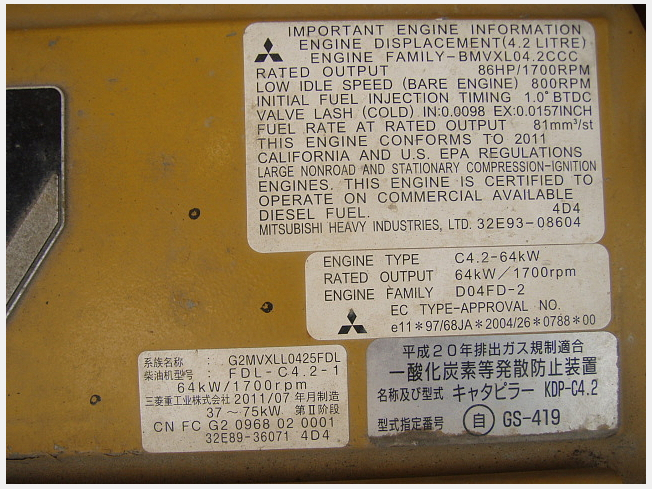 IMPORTANT ENGINE INFORMATION
ENGINE DISPLACEMENT(4.2 LITRE)
ENGINE FAMILY-BMVXL04.2CCC
RATED OUTPUT 86HP/1700RPM
LOW IDLE SPEED (BARE ENGINE) 800RPM
INITIAL FUEL INJECTION TIMING 1.0° BTDC
VALVE LASH (COLD) IN:0.0098 EX:0.0157INCH
FUEL RATE AT RATED OUTPUT 81mm³/st
THIS ENGINE CONFORMS TO 2011
CALIFORNIA AND U.S. EPA REGULATIONS
LARGE NONROAD AND STATIONARY COMPRESSION-IGNITION
ENGINES. THIS ENGINE IS CERTIFIED TO
OPERATE ON COMMERCIAL AVAILABLE
DIESEL FUEL. 4D4
MITSUBISHI HEAVY INDUSTRIES, LTD. 32E93-08604
ENGINE TYPE C4.2-64kW
RATED OUTPUT 64kW/1700rpm
ENGINE FAMILY D04FD-2
EC TYPE-APPROVAL NO.
e11*97/68JA*2004/26*0788*00
系族名称 : G2MVXLL0425FDL
柴油机型号 : FDL-C4.2-1
64kW/1700rpm
三菱重工业株式会社 2011/07 年月制造
37～75kW 第Ⅱ阶段
CN FC G2 0968 02 0001
32E89-36071 4D4
平成20年排出ガス規制適合
一酸化炭素等発散防止装置
名称及び型式 キャタピラー KDP-C4.2
型式指定番号 自 GS-419